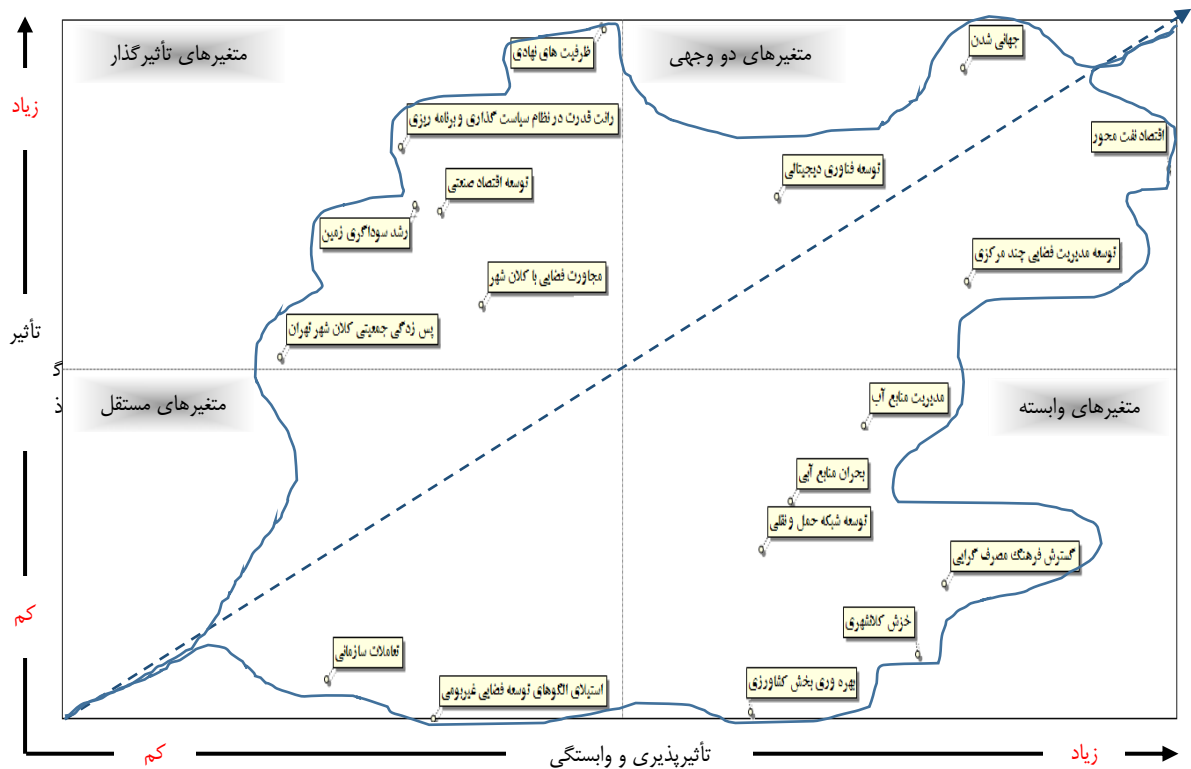 متغیرهای تأثیرگذار
متغیرهای دو وجهی
زیاد
ظرفیت های نهادی
جهانی شدن
رانت قدرت در نظام سیاست گذاری و برنامه ریزی
اقتصاد نفت محور
توسعه اقتصاد صنعتی
توسعه فناوری دیجیتالی
رشد سوداگری زمین
توسعه مدیریت فضایی چند مرکزی
مجاورت فضایی با کلان شهر
پس زدگی جمعیتی کلان شهر تهران
تأثیر
گ
ذ
متغیرهای مستقل
متغیرهای وابسته
مدیریت منابع آب
بحران منابع آبی
توسعه شبکه حمل و نقلی
گسترش فرهنگ مصرف گرایی
کم
خزش کلانشهری
تعاملات سازمانی
استیلای الگوهای توسعه فضایی غیربومی
بهره وری بخش کشاورزی
کم
تأثیرپذیری و وابستگی
زیاد